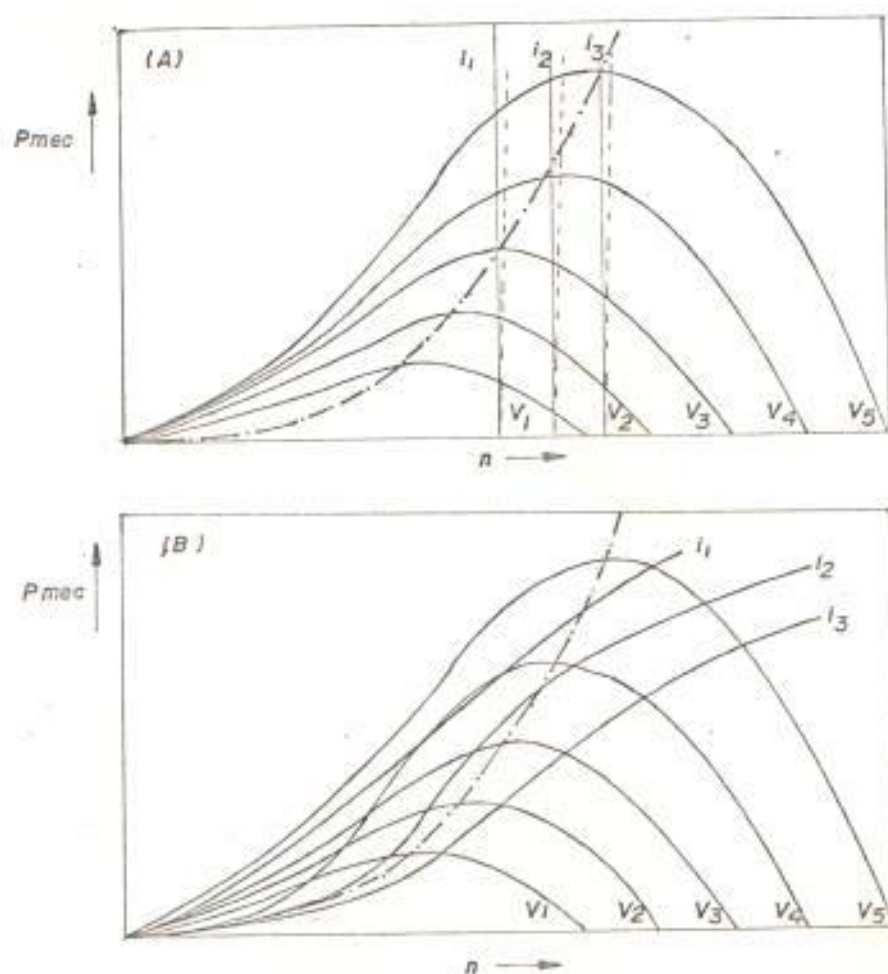 (A)
i₁
i₂
i₃
Pmec
V₁
V₂
V₃
V₄
V₅
n
(B)
i₁
i₂
i₃
Pmec
V₁
V₂
V₃
V₄
V₅
n